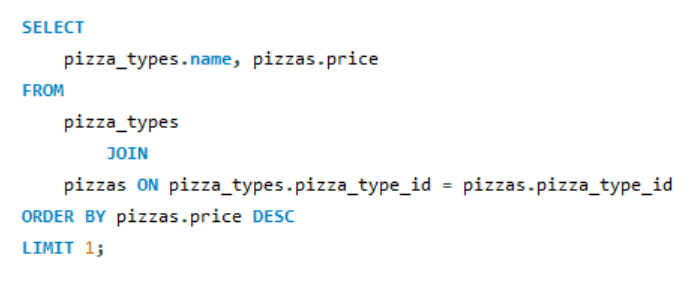 SELECT
    pizza_types.name, pizzas.price
FROM
    pizza_types
        JOIN
    pizzas ON pizza_types.pizza_type_id = pizzas.pizza_type_id
ORDER BY pizzas.price DESC
LIMIT 1;